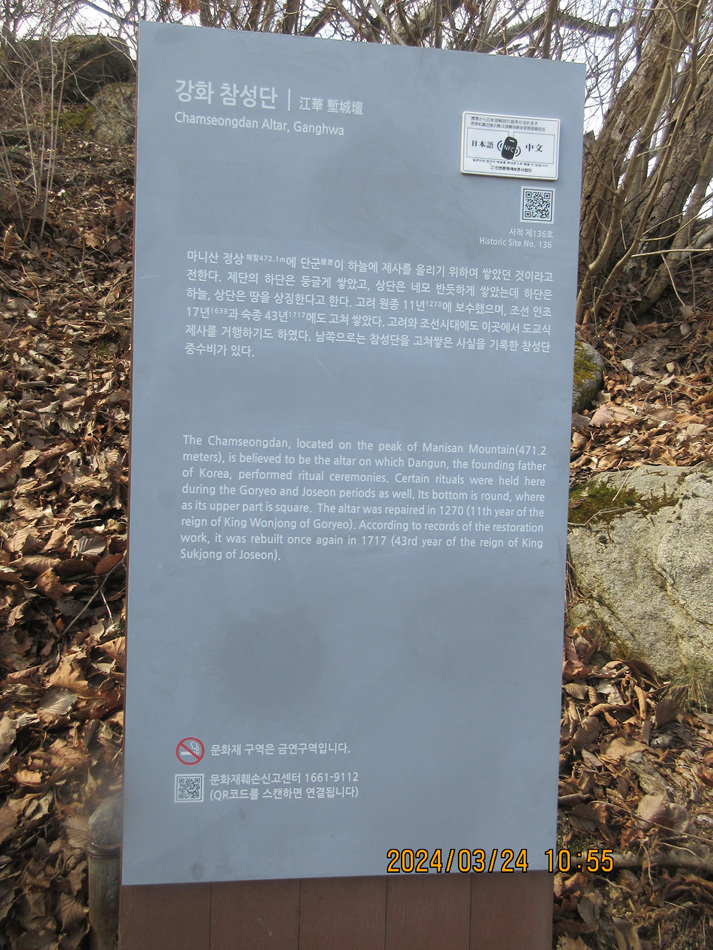 강화 참성단 | 江華 塹城壇
Chamseongdan Altar, Ganghwa
日本語 NFC 中文
사적 제136호
Historic Site No. 136
마니산 정상해발472.1m에 단군檀君이 하늘에 제사를 올리기 위하여 쌓았던 것이라고
전한다. 제단의 하단은 둥글게 쌓았고, 상단은 네모 반듯하게 쌓았는데 하단은
하늘, 상단은 땅을 상징한다고 한다. 고려 원종 11년1270에 보수했으며, 조선 인조
17년1639과 숙종 43년1717에도 고쳐 쌓았다. 고려와 조선시대에도 이곳에서 도교식
제사를 거행하기도 하였다. 남쪽으로는 참성단을 고쳐쌓은 사실을 기록한 참성단
중수비가 있다.
The Chamseongdan, located on the peak of Manisan Mountain(471.2
meters), is believed to be the altar on which Dangun, the founding father
of Korea, performed ritual ceremonies. Certain rituals were held here
during the Goryeo and Joseon periods as well. Its bottom is round, where
as its upper part is square. The altar was repaired in 1270 (11th year of the
reign of King Wonjong of Goryeo). According to records of the restoration
work, it was rebuilt once again in 1717 (43rd year of the reign of King
Sukjong of Joseon).
문화재 구역은 금연구역입니다.
문화재훼손신고센터 1661-9112
(QR코드를 스캔하면 연결됩니다)
2024/03/24 10:55